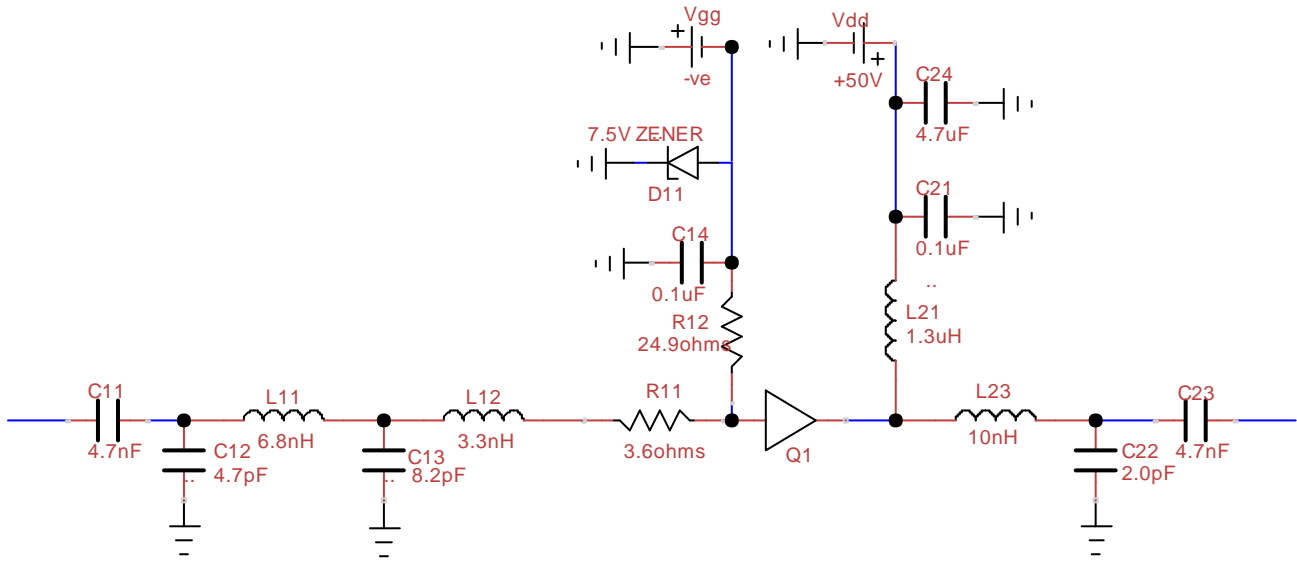 Vgg
+
-ve
Vdd
+
+50V
C24
4.7uF
7.5V ZENER
D11
C21
0.1uF
C14
0.1uF
R12
24.9ohms
L21
1.3uH
C11
4.7nF
L11
6.8nH
L12
3.3nH
R11
3.6ohms
Q1
L23
10nH
C23
4.7nF
C12
4.7pF
C13
8.2pF
C22
2.0pF